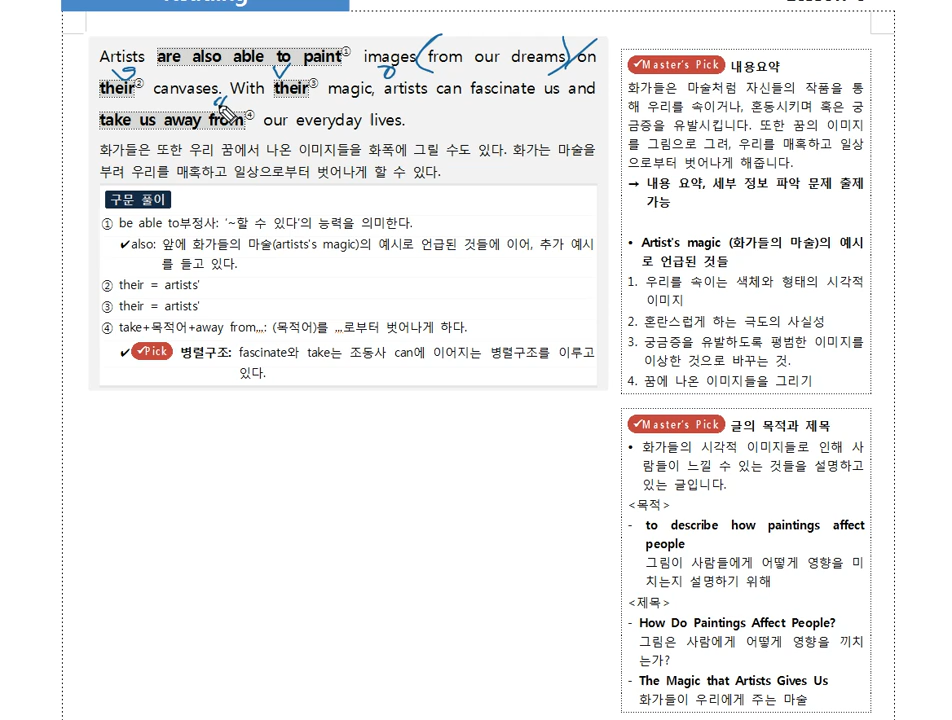 Artists are also able to paint① images (from our dreams) on
their② canvases. With their③ magic, artists can fascinate us and
take us away from④ our everyday lives.
화가들은 또한 우리 꿈에서 나온 이미지들을 화폭에 그릴 수도 있다. 화가는 마술을
부려 우리를 매혹하고 일상으로부터 벗어나게 할 수 있다.
구문 풀이
① be able to부정사: '~할 수 있다'의 능력을 의미한다.
✔also: 앞에 화가들의 마술(artists's magic)의 예시로 언급된 것들에 이어, 추가 예시
를 들고 있다.
② their = artists'
③ their = artists'
④ take+목적어+away from,,,: (목적어)를 ,,,로부터 벗어나게 하다.
✔✔Pick 병렬구조: fascinate와 take는 조동사 can에 이어지는 병렬구조를 이루고
있다.
✔Master's Pick 내용요약
화가들은 마술처럼 자신들의 작품을 통
해 우리를 속이거나, 혼동시키며 혹은 궁
금증을 유발시킵니다. 또한 꿈의 이미지
를 그림으로 그려, 우리를 매혹하고 일상
으로부터 벗어나게 해줍니다.
→ 내용 요약, 세부 정보 파악 문제 출제
가능
• Artist's magic (화가들의 마술)의 예시
로 언급된 것들
1. 우리를 속이는 색체와 형태의 시각적
이미지
2. 혼란스럽게 하는 극도의 사실성
3. 궁금증을 유발하도록 평범한 이미지를
이상한 것으로 바꾸는 것.
4. 꿈에 나온 이미지들을 그리기
✔Master's Pick 글의 목적과 제목
• 화가들의 시각적 이미지들로 인해 사
람들이 느낄 수 있는 것들을 설명하고
있는 글입니다.
<목적>
- to describe how paintings affect
people
그림이 사람들에게 어떻게 영향을 미
치는지 설명하기 위해
<제목>
- How Do Paintings Affect People?
그림은 사람에게 어떻게 영향을 끼치
는가?
- The Magic that Artists Gives Us
화가들이 우리에게 주는 마술